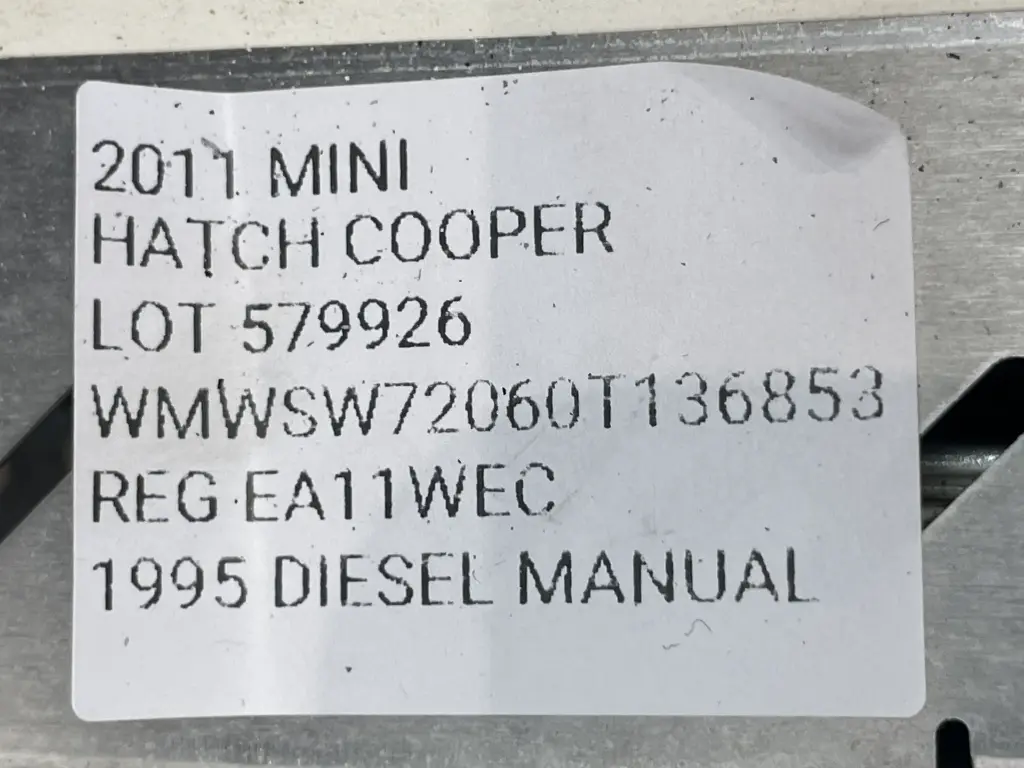 2011 MINI
HATCH COOPER
LOT 579926
WMWSW72060T136853
REG EA11WEC
1995 DIESEL MANUAL